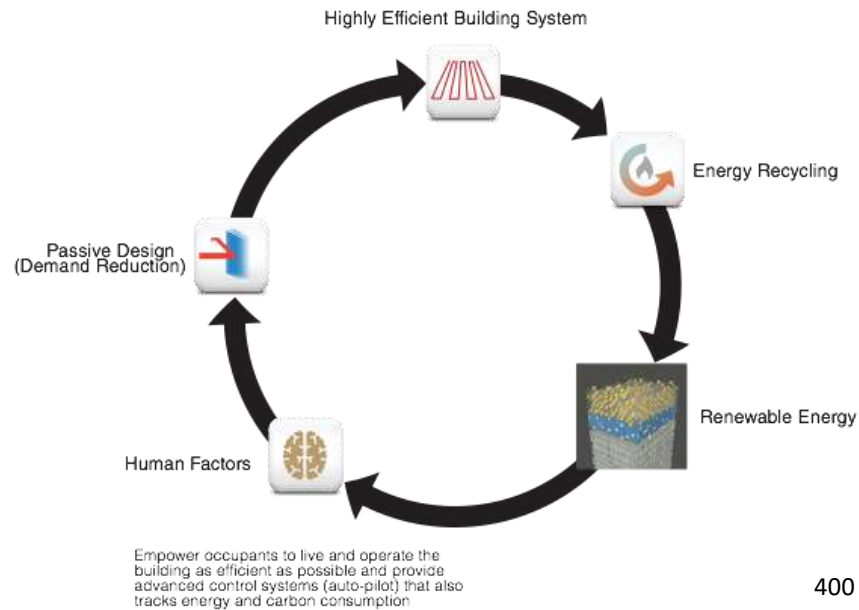 Highly Efficient Building System
Energy Recycling
Passive Design
(Demand Reduction)
Renewable Energy
Human Factors
Empower occupants to live and operate the
building as efficient as possible and provide
advanced control systems (auto-pilot) that also
tracks energy and carbon consumption
400